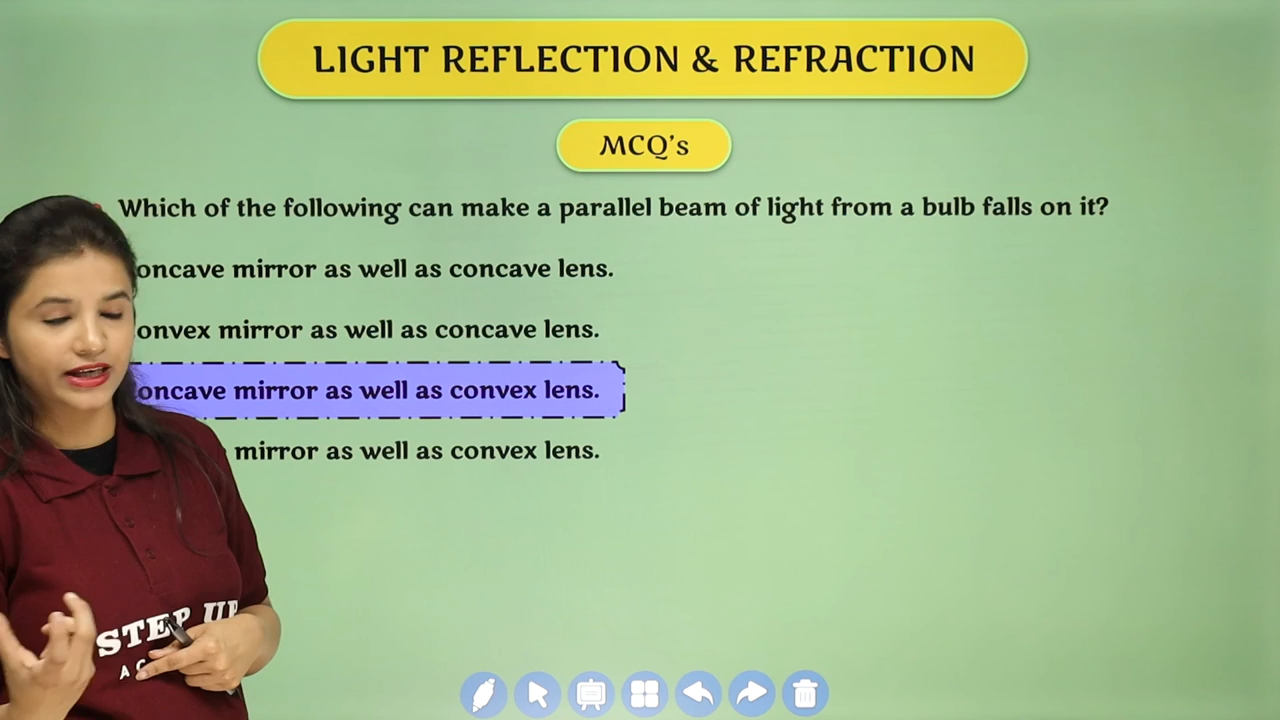 LIGHT REFLECTION & REFRACTION
MCQ's
Which of the following can make a parallel beam of light from a bulb falls on it?
oncave mirror as well as concave lens.
onvex mirror as well as concave lens.
oncave mirror as well as convex lens.
mirror as well as convex lens.
STEP UP